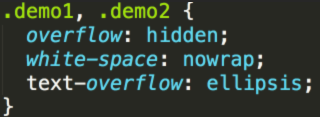 .demo1, .demo2 {
  overflow: hidden;
  white-space: nowrap;
  text-overflow: ellipsis;
}